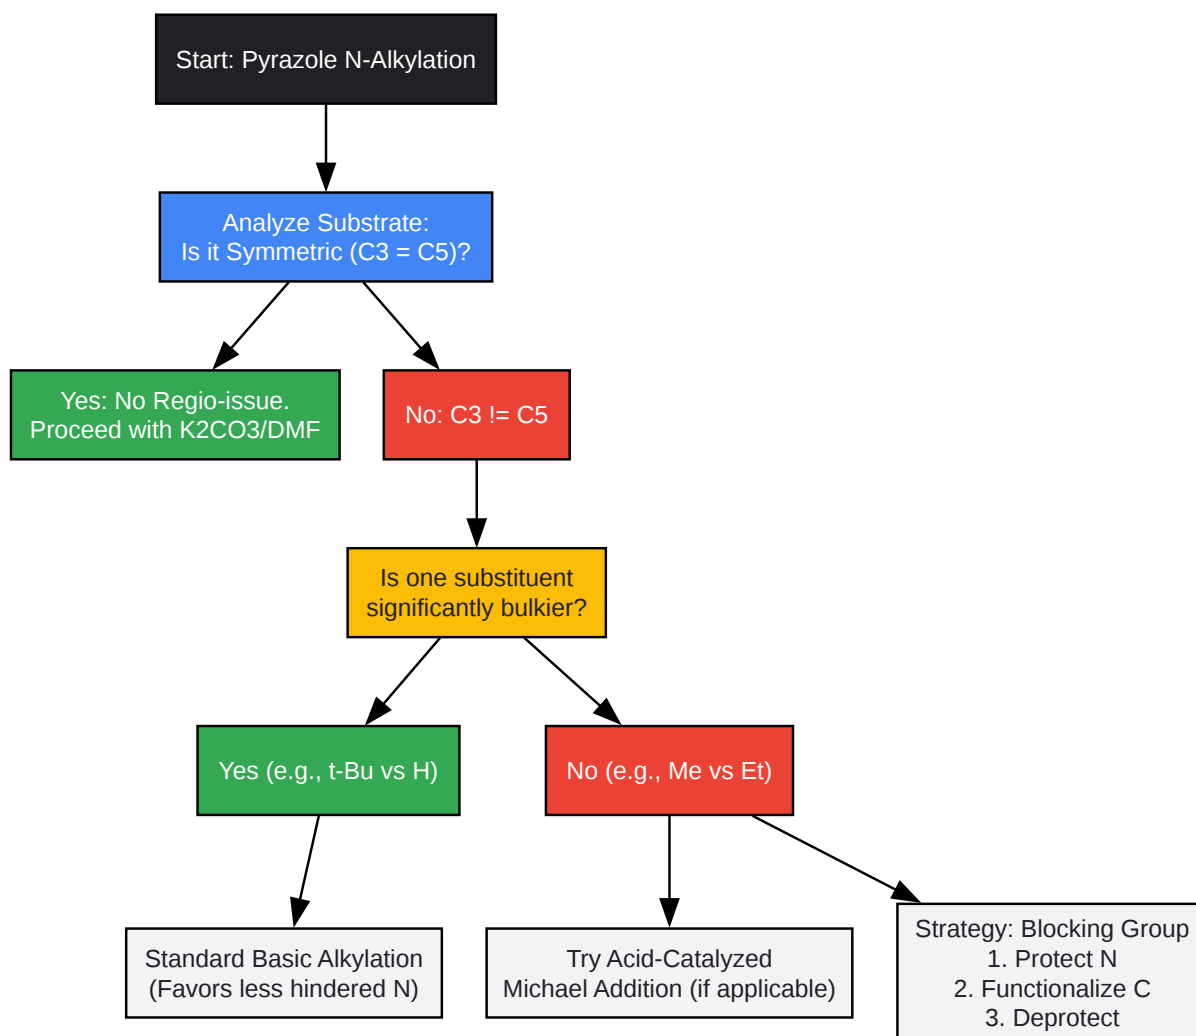 Start: Pyrazole N-Alkylation
Analyze Substrate:
Is it Symmetric (C3 = C5)?
Yes: No Regio-issue.
Proceed with K2CO3/DMF
No: C3 != C5
Is one substituent
significantly bulkier?
Yes (e.g., t-Bu vs H)
No (e.g., Me vs Et)
Standard Basic Alkylation
(Favors less hindered N)
Try Acid-Catalyzed
Michael Addition (if applicable)
Strategy: Blocking Group
1. Protect N
2. Functionalize C
3. Deprotect